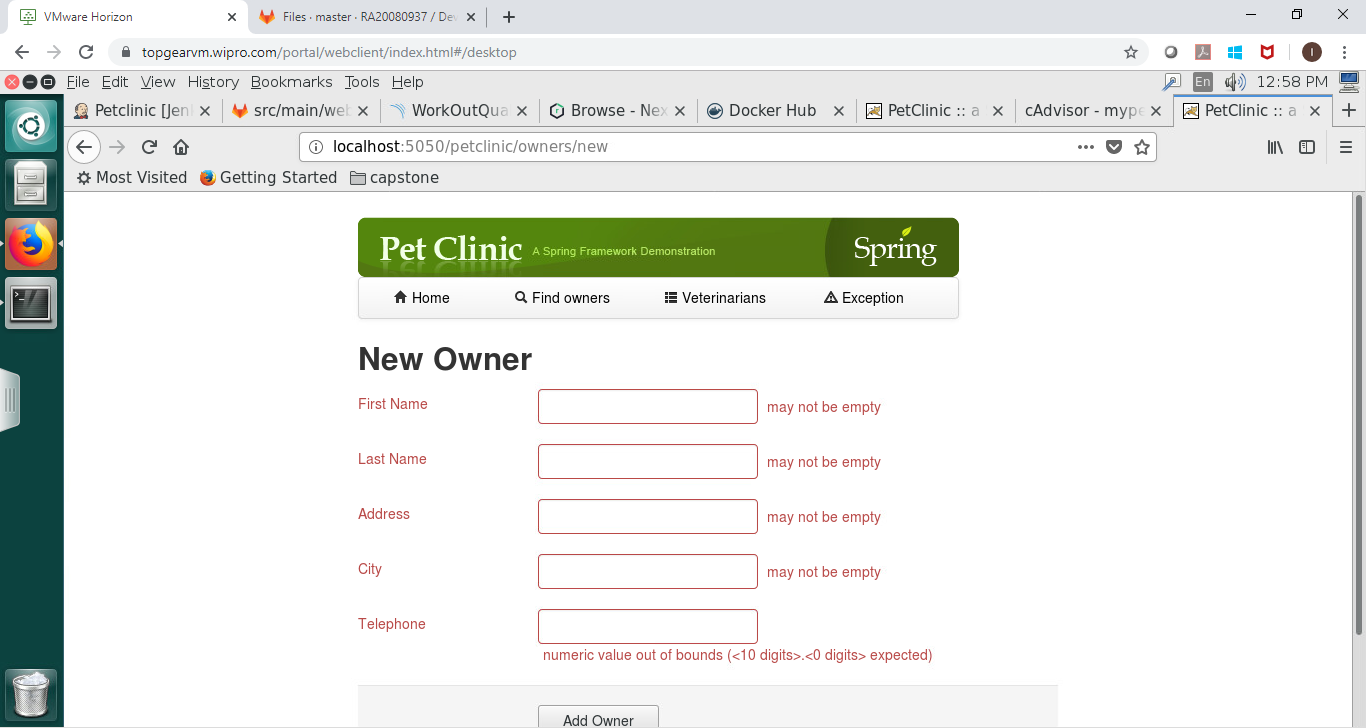 VMware Horizon
Files · master · RA20080937 / Dev
topgearvm.wipro.com/portal/webclient/index.html#/desktop
I
File Edit View History Bookmarks Tools Help
En 12:58 PM
Petclinic [Jen
src/main/web
WorkOutQua
Browse - Nex
Docker Hub
PetClinic :: a
cAdvisor - mype
PetClinic :: a
localhost:5050/petclinic/owners/new
Most Visited Getting Started capstone
Pet Clinic A Spring Framework Demonstration Spring
Home Find owners Veterinarians Exception
New Owner
First Name may not be empty
Last Name may not be empty
Address may not be empty
City may not be empty
Telephone
numeric value out of bounds (<10 digits>.<0 digits> expected)
Add Owner